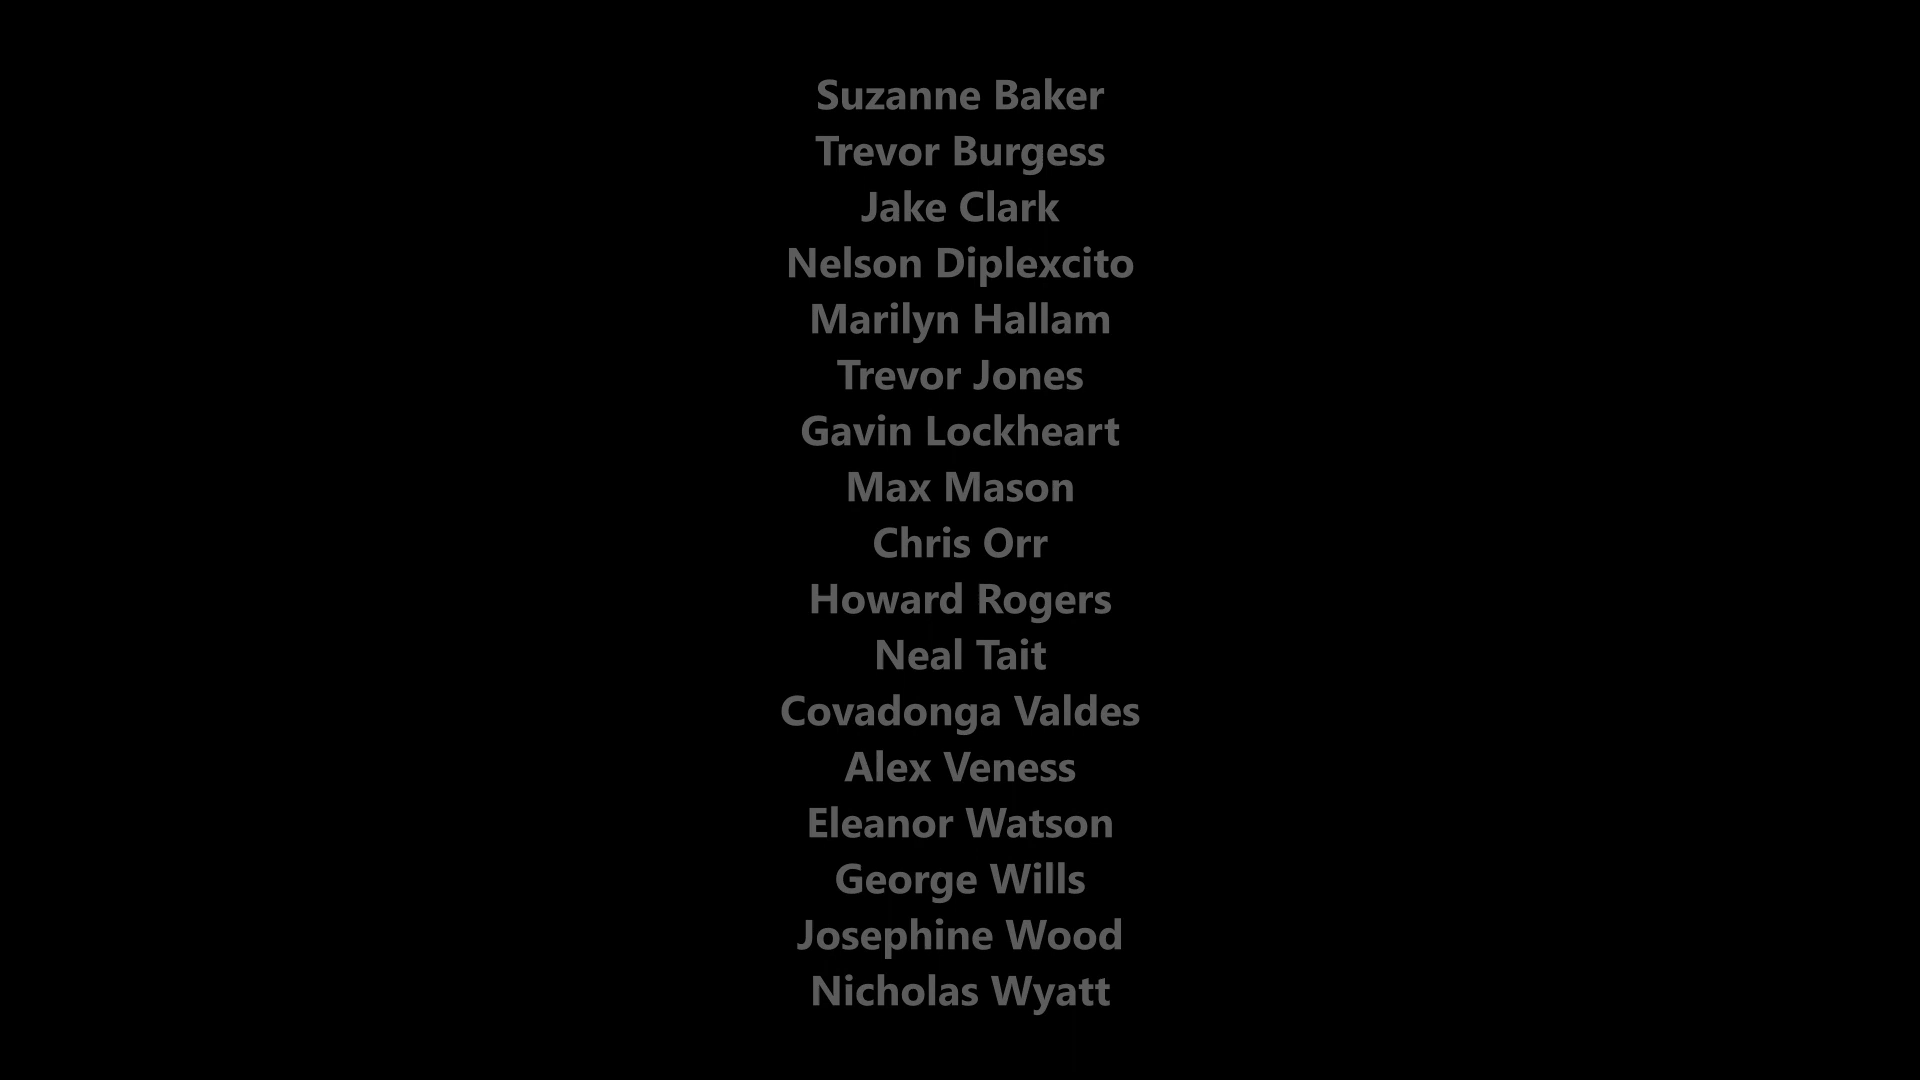 Suzanne Baker
Trevor Burgess
Jake Clark
Nelson Diplexcito
Marilyn Hallam
Trevor Jones
Gavin Lockheart
Max Mason
Chris Orr
Howard Rogers
Neal Tait
Covadonga Valdes
Alex Veness
Eleanor Watson
George Wills
Josephine Wood
Nicholas Wyatt